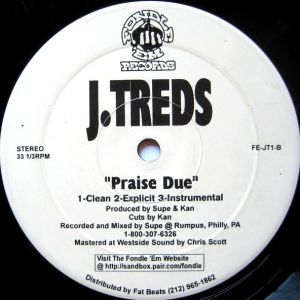 FONDLE
'EM
RECORDS
J.TREDS
STEREO
33 1/3RPM
FE-JT1-B
"Praise Due"
1-Clean 2-Explicit 3-Instrumental
Produced by Supe & Kan
Cuts by Kan
Recorded and Mixed by Supe @ Rumpus, Philly, PA
1-800-307-6326
Mastered at Westside Sound by Chris Scott
Visit The Fondle 'Em Website
@ http://sandbox.pair.com/fondle
Distributed by Fat Beats (212) 965-1862